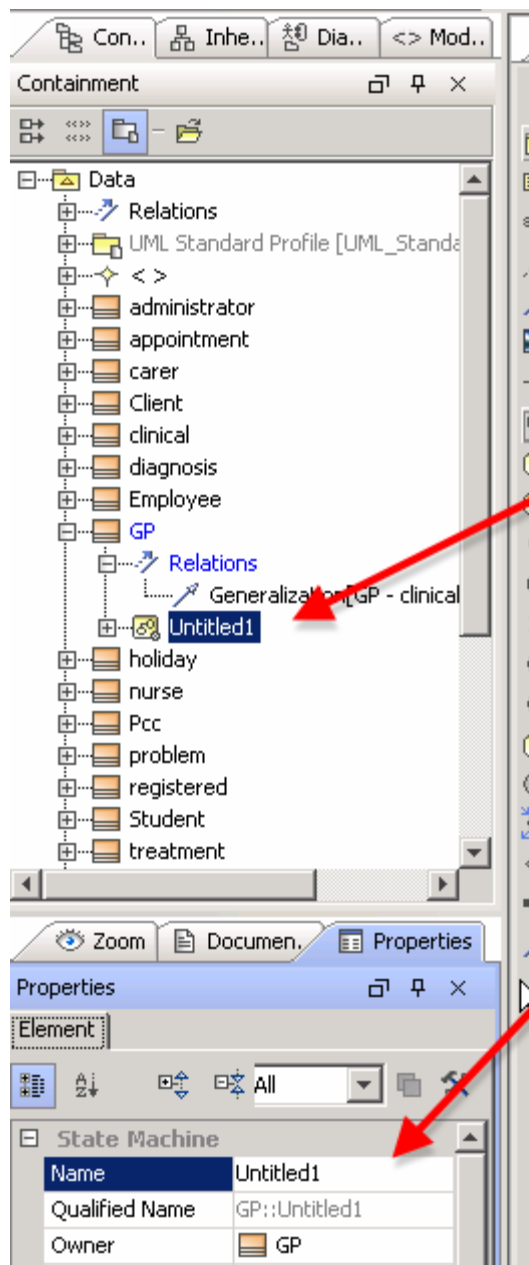 Con.. Inhe.. Dia.. <> Mod..
Containment
Data
Relations
UML Standard Profile [UML_Standa
< >
administrator
appointment
carer
Client
clinical
diagnosis
Employee
GP
Relations
Generalization[GP - clinical
Untitled1
holiday
nurse
Pcc
problem
registered
Student
treatment
Zoom Documen. Properties
Properties
Element
All
State Machine
Name Untitled1
Qualified Name GP::Untitled1
Owner GP